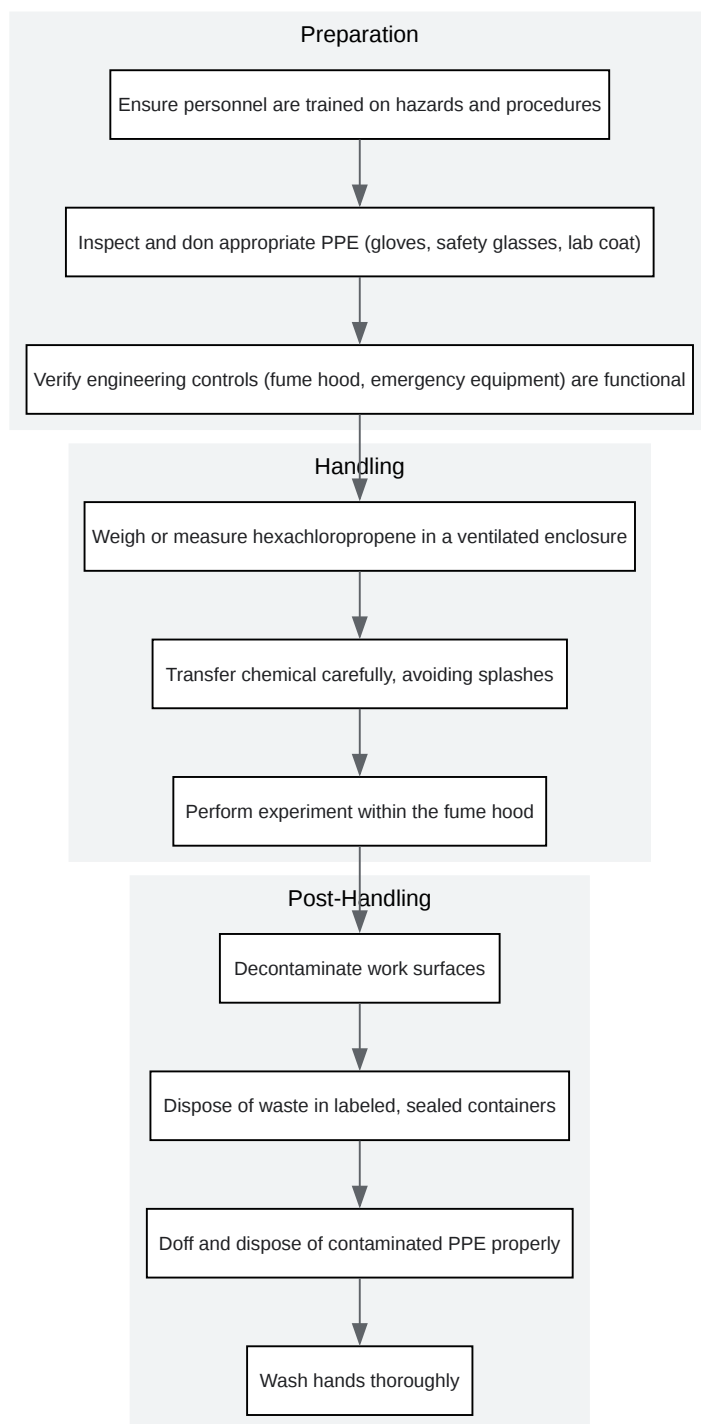 Preparation
Ensure personnel are trained on hazards and procedures
Inspect and don appropriate PPE (gloves, safety glasses, lab coat)
Verify engineering controls (fume hood, emergency equipment) are functional
Handling
Weigh or measure hexachloropropene in a ventilated enclosure
Transfer chemical carefully, avoiding splashes
Perform experiment within the fume hood
Post-Handling
Decontaminate work surfaces
Dispose of waste in labeled, sealed containers
Doff and dispose of contaminated PPE properly
Wash hands thoroughly